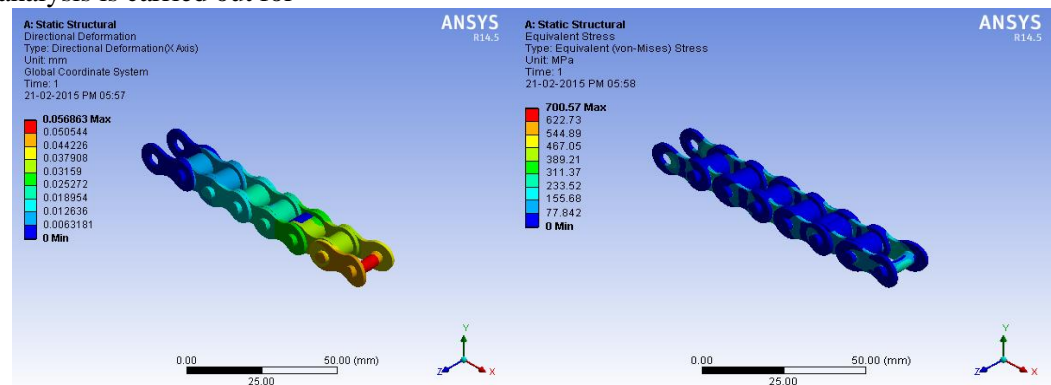 analysis is carried out for
A: Static Structural
Directional Deformation
Type: Directional Deformation(X Axis)
Unit: mm
Global Coordinate System
Time: 1
21-02-2015 PM 05:57
0.056863 Max
0.050544
0.044226
0.037908
0.03159
0.025272
0.018954
0.012636
0.0063181
0 Min
ANSYS
R14.5
0.00
50.00 (mm)
25.00
Y
Z
X
A: Static Structural
Equivalent Stress
Type: Equivalent (von-Mises) Stress
Unit: MPa
Time: 1
21-02-2015 PM 05:58
700.57 Max
622.73
544.89
467.05
389.21
311.37
233.52
155.68
77.842
0 Min
ANSYS
R14.5
0.00
50.00 (mm)
25.00
Y
Z
X